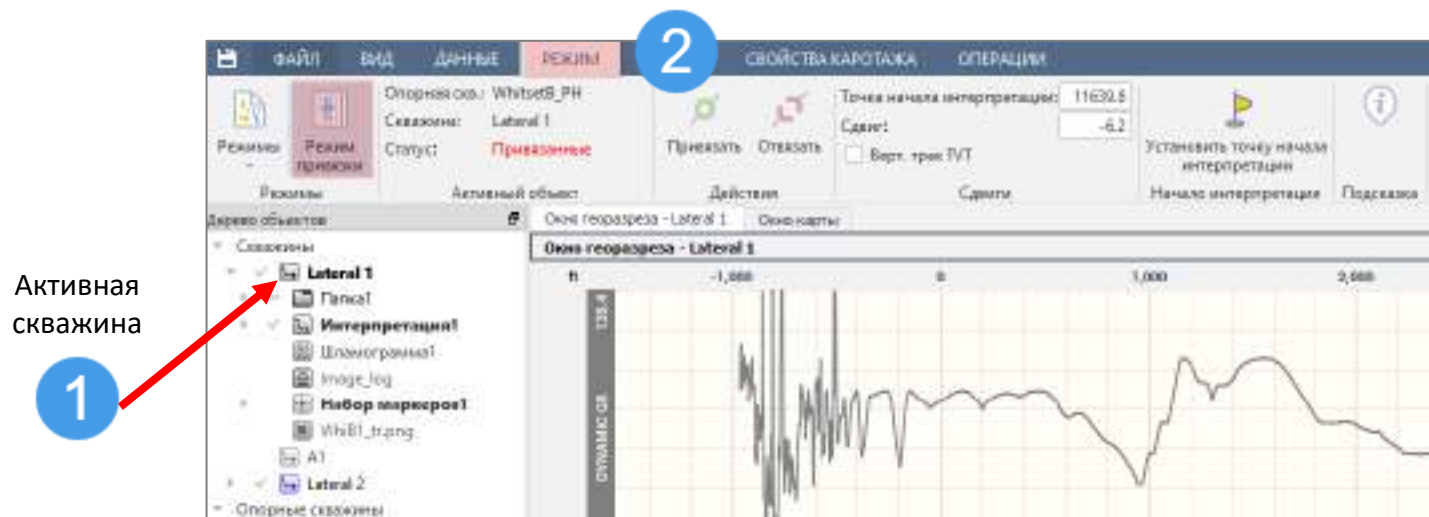 2
ФАЙЛ ВИД ДАННЫЕ РЕЖИМ СВОЙСТВА КАРОТАЖА ОПЕРАЦИИ
Опорная скв.: WhitsetB_PH
Точка начала интерпретации: 11639.8
Скважина: Lateral 1
Сдвиг: -6.2
Режимы Режим привязки
Статус: Привязанные
Привязать Отвязать
Верт. трек TVT
Установить точку начала
интерпретации
Режимы Активный объект Действия Сдвиги Начало интерпретации Подсказка
Дерево объектов
Окно георазреза - Lateral 1 Окно карты
Скважины
Окно георазреза - Lateral 1
Активная
скважина
1
Lateral 1
ft -1,000 0 1,000 2,000
Папка1
Интерпретация1
Шламограмма1
Image_log
Набор маркеров1
WhiB1_tr.png
A1
Lateral 2
Опорные скважины
DYNAMIC GR